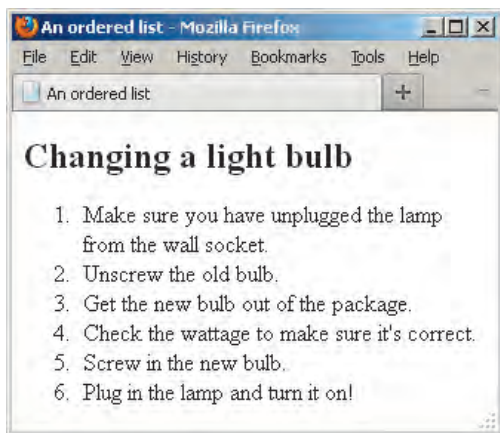 An ordered list - Mozilla Firefox
File Edit View History Bookmarks Tools Help
An ordered list
Changing a light bulb
1. Make sure you have unplugged the lamp
from the wall socket.
2. Unscrew the old bulb.
3. Get the new bulb out of the package.
4. Check the wattage to make sure it's correct.
5. Screw in the new bulb.
6. Plug in the lamp and turn it on!